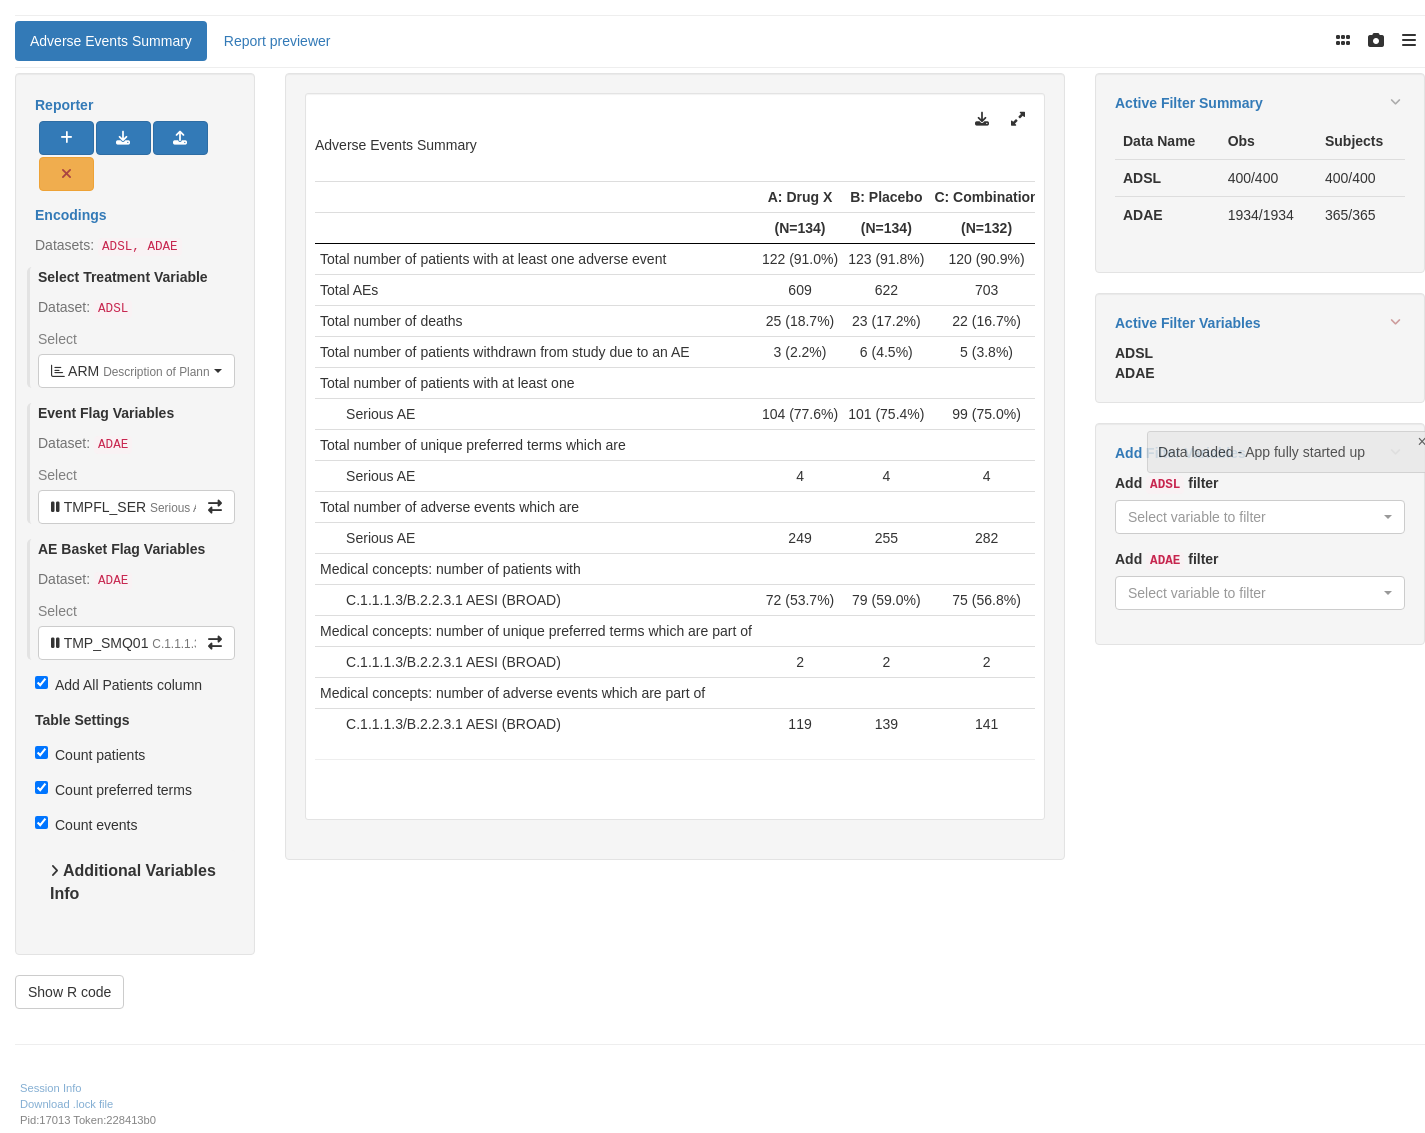 Adverse Events Summary
Report previewer
Reporter
Encodings
Datasets: ADSL, ADAE
Select Treatment Variable
Dataset: ADSL
Select
ARM Description of Plann
Event Flag Variables
Dataset: ADAE
Select
TMPFL_SER Serious A
AE Basket Flag Variables
Dataset: ADAE
Select
TMP_SMQ01 C.1.1.1.3
Add All Patients column
Table Settings
Count patients
Count preferred terms
Count events
Additional Variables
Info
Show R code
Adverse Events Summary
A: Drug X B: Placebo C: Combination
(N=134) (N=134) (N=132)
Total number of patients with at least one adverse event 122 (91.0%) 123 (91.8%) 120 (90.9%)
Total AEs 609 622 703
Total number of deaths 25 (18.7%) 23 (17.2%) 22 (16.7%)
Total number of patients withdrawn from study due to an AE 3 (2.2%) 6 (4.5%) 5 (3.8%)
Total number of patients with at least one
Serious AE 104 (77.6%) 101 (75.4%) 99 (75.0%)
Total number of unique preferred terms which are
Serious AE 4 4 4
Total number of adverse events which are
Serious AE 249 255 282
Medical concepts: number of patients with
C.1.1.1.3/B.2.2.3.1 AESI (BROAD) 72 (53.7%) 79 (59.0%) 75 (56.8%)
Medical concepts: number of unique preferred terms which are part of
C.1.1.1.3/B.2.2.3.1 AESI (BROAD) 2 2 2
Medical concepts: number of adverse events which are part of
C.1.1.1.3/B.2.2.3.1 AESI (BROAD) 119 139 141
Active Filter Summary
Data Name Obs Subjects
ADSL 400/400 400/400
ADAE 1934/1934 365/365
Active Filter Variables
ADSL
ADAE
Add
Data loaded - App fully started up
Add ADSL filter
Select variable to filter
Add ADAE filter
Select variable to filter
Session Info
Download .lock file
Pid:17013 Token:228413b0